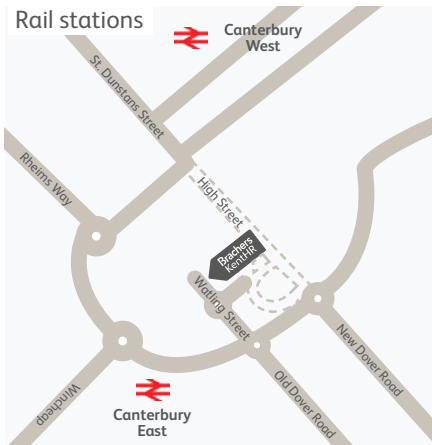 Rail stations
Canterbury
West
St. Dunstans Street
Rheims Way
High Street
Brachers
KentHR
Watling Street
New Dover Road
Old Dover Road
Wincheap
Canterbury
East